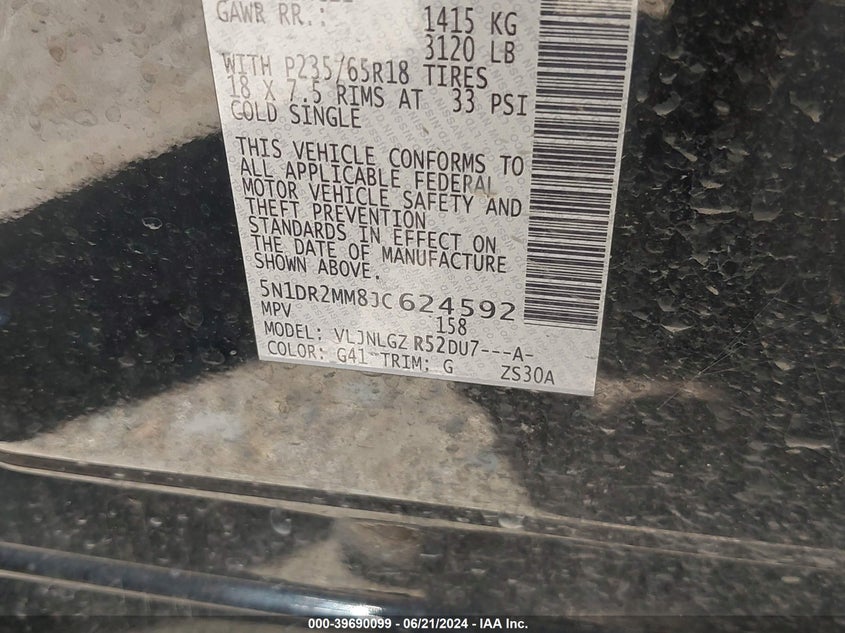 GAWR RR.: 1415 KG
3120 LB
WITH P235/65R18 TIRES
18 X 7.5 RIMS AT 33 PSI
COLD SINGLE
THIS VEHICLE CONFORMS TO
ALL APPLICABLE FEDERAL
MOTOR VEHICLE SAFETY AND
THEFT PREVENTION
STANDARDS IN EFFECT ON
THE DATE OF MANUFACTURE
SHOWN ABOVE.
5N1DR2MM8JC624592
MPV 158
MODEL: VLJNLGZ R52DU7---A-
COLOR: G41 TRIM: G ZS30A
000-39690099 - 06/21/2024 - IAA Inc.